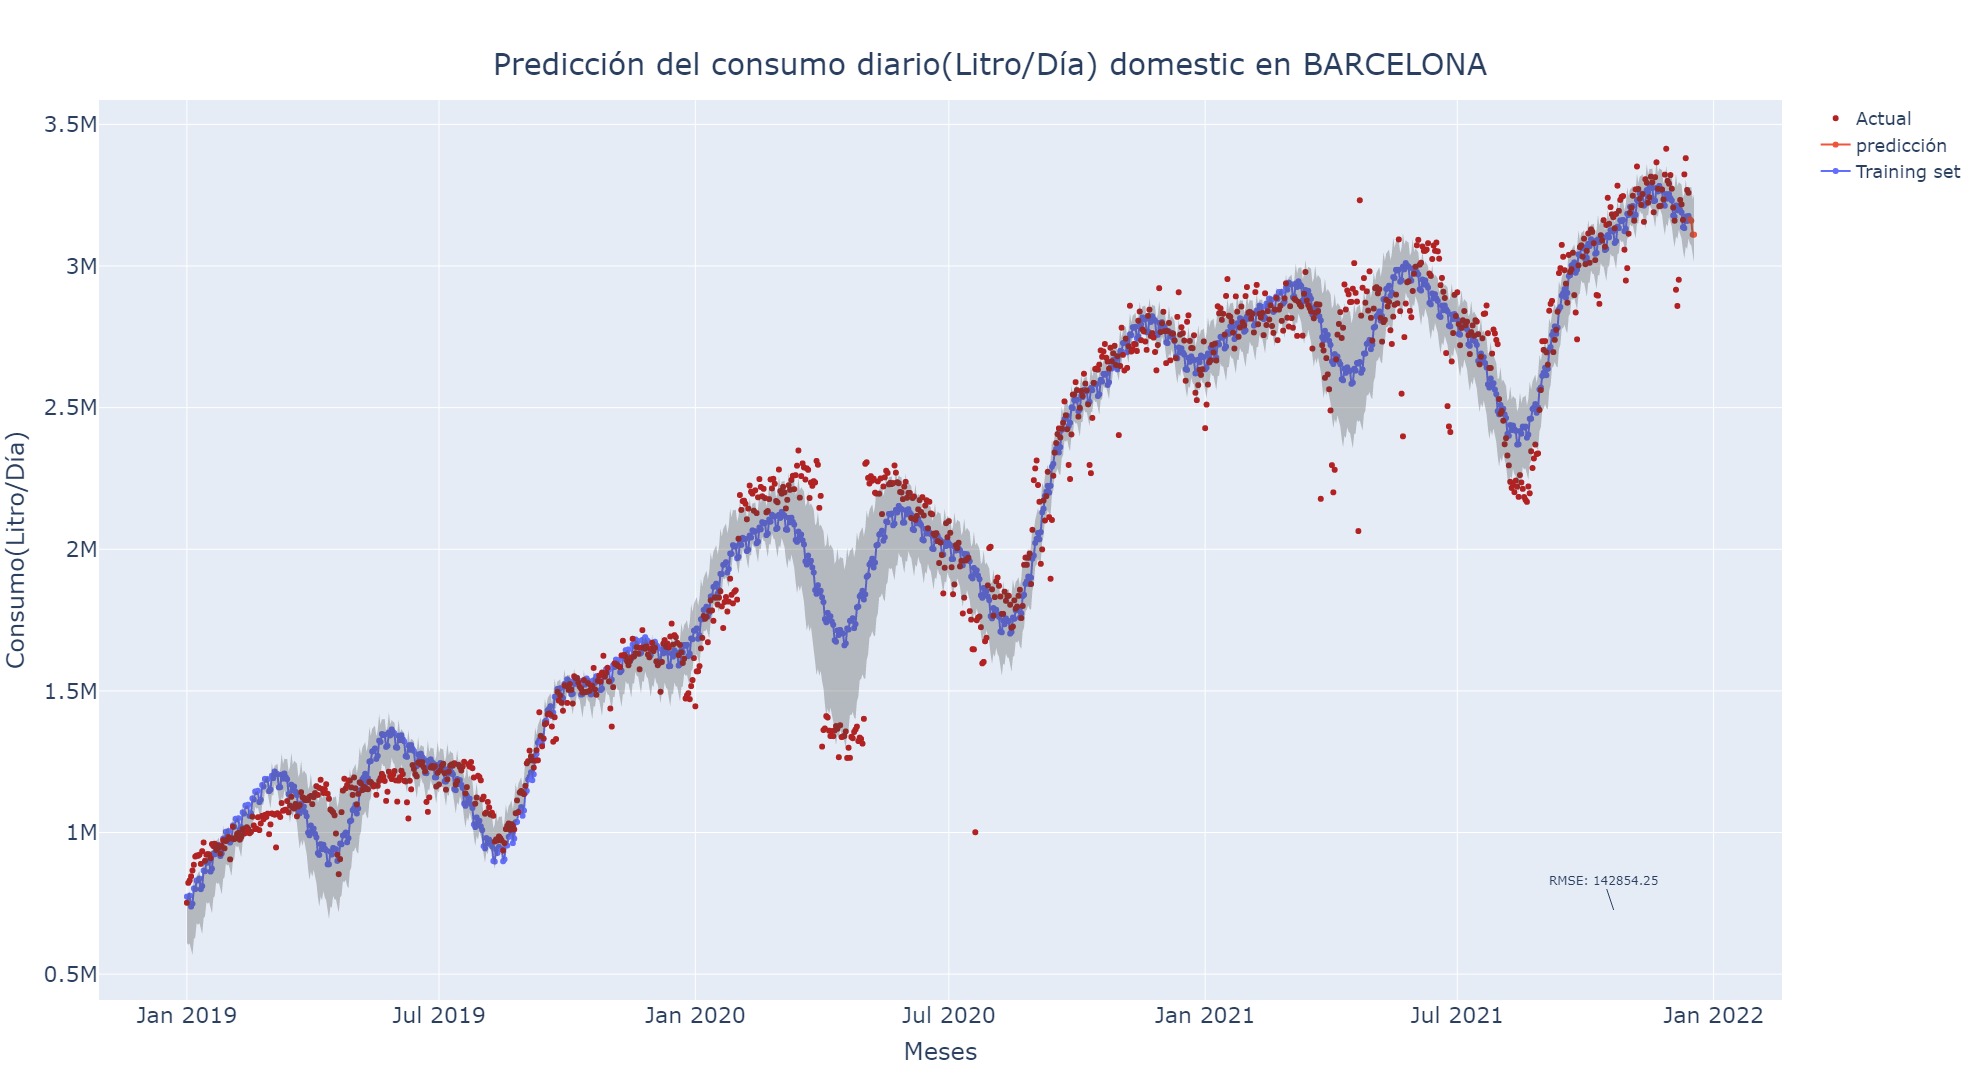 Predicción del consumo diario(Litro/Día) domestic en BARCELONA
Actual
predicción
Training set
3.5M
3M
2.5M
2M
1.5M
1M
0.5M
Consumo(Litro/Día)
RMSE: 142854.25
Jan 2019
Jul 2019
Jan 2020
Jul 2020
Jan 2021
Jul 2021
Jan 2022
Meses